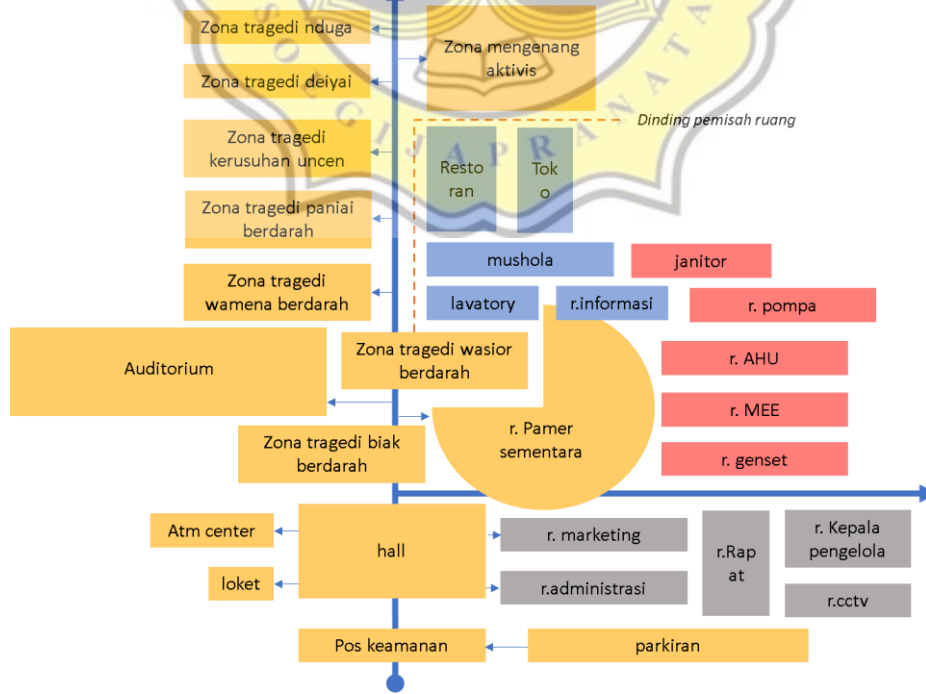 Zona tragedi nduga
Zona mengenang
aktivis
Zona tragedi deiyai
Dinding pemisah ruang
Zona tragedi
kerusuhan uncen
Resto
ran
Tok
o
Zona tragedi paniai
berdarah
mushola
janitor
Zona tragedi
wamena berdarah
lavatory
r.informasi
r. pompa
Auditorium
Zona tragedi wasior
berdarah
r. AHU
r. MEE
r. Pamer
sementara
Zona tragedi biak
berdarah
r. genset
Atm center
hall
r. marketing
r.Rap
at
r. Kepala
pengelola
loket
r.administrasi
r.cctv
Pos keamanan
parkiran
SOEGIJAPRANATA